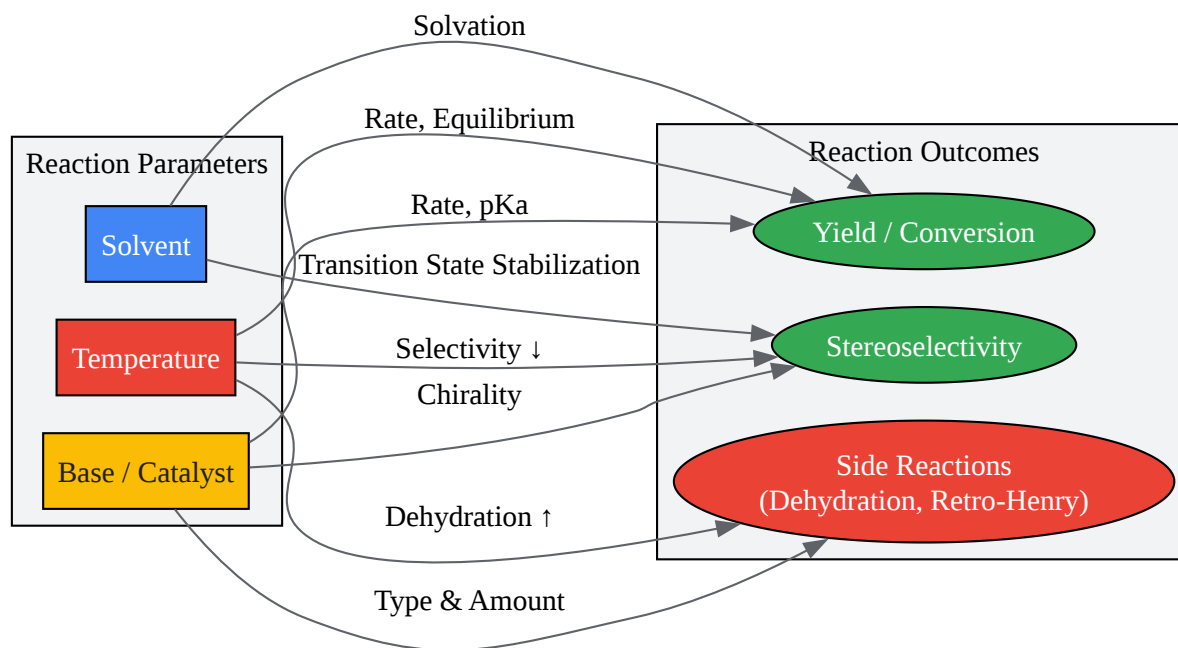 Solvation
Rate, Equilibrium
Reaction Parameters
Reaction Outcomes
Rate, pKa
Solvent
Yield / Conversion
Transition State Stabilization
Temperature
Selectivity ↓
Stereoselectivity
Chirality
Base / Catalyst
Side Reactions
(Dehydration, Retro-Henry)
Dehydration ↑
Type & Amount